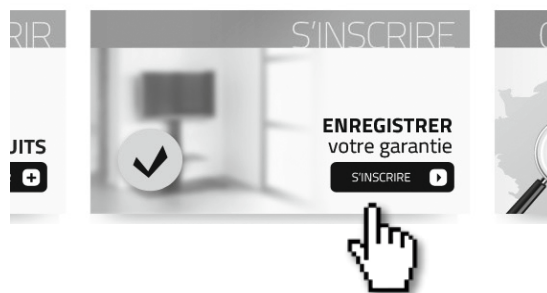 RIR
S'INSCRIRE
ENREGISTRER
votre garantie
UITS
S'INSCRIRE